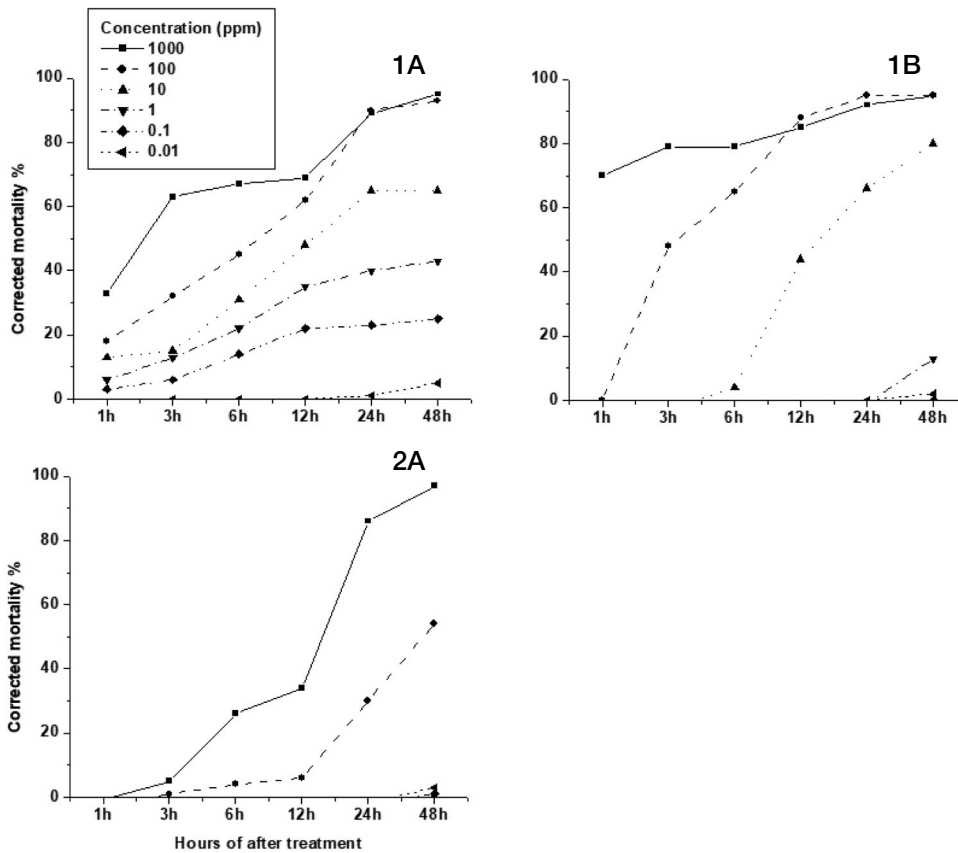 Concentration (ppm)
1000
100
10
1
0.1
0.01
1A
1B
Corrected mortality %
100
80
60
40
20
0
1h
3h
6h
12h
24h
48h
100
80
60
40
20
0
1h
3h
6h
12h
24h
48h
2A
Corrected mortality %
100
80
60
40
20
0
1h
3h
6h
12h
24h
48h
Hours of after treatment